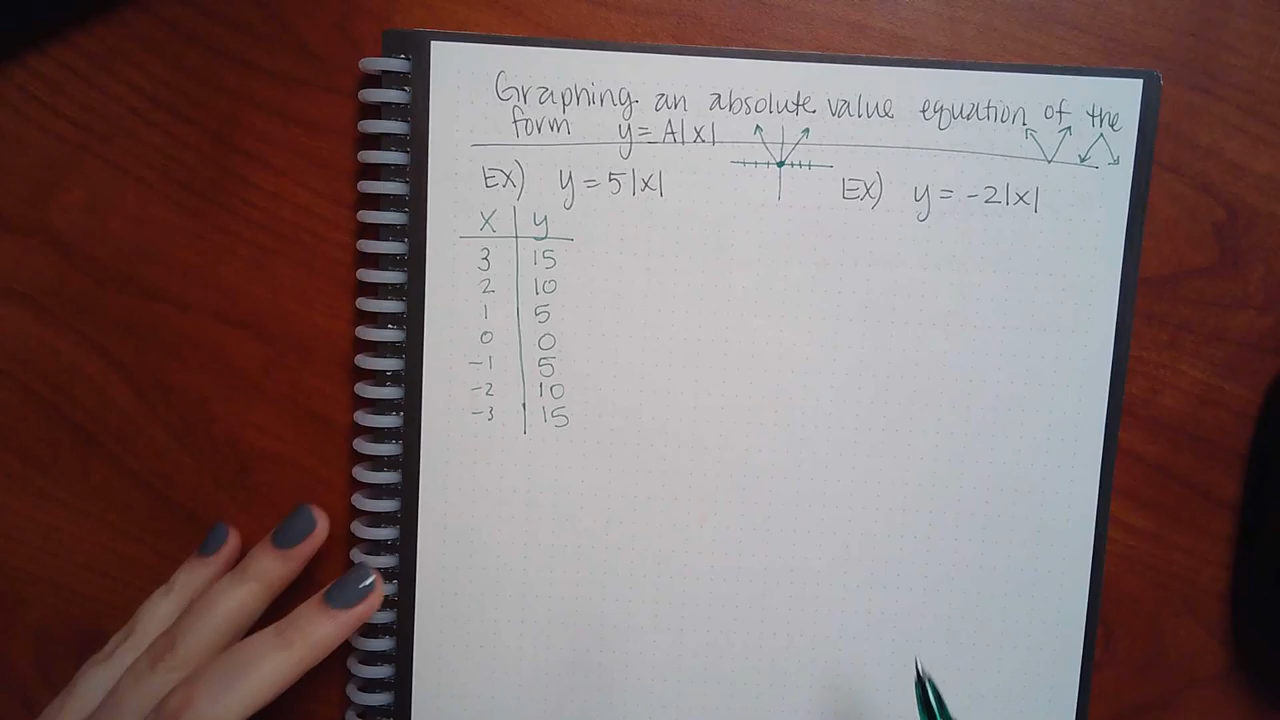 Graphing an absolute value equation of the
form y = A|x|
EX) y = 5|x|
EX) y = -2|x|
x y
3 15
2 10
1 5
0 0
-1 5
-2 10
-3 15